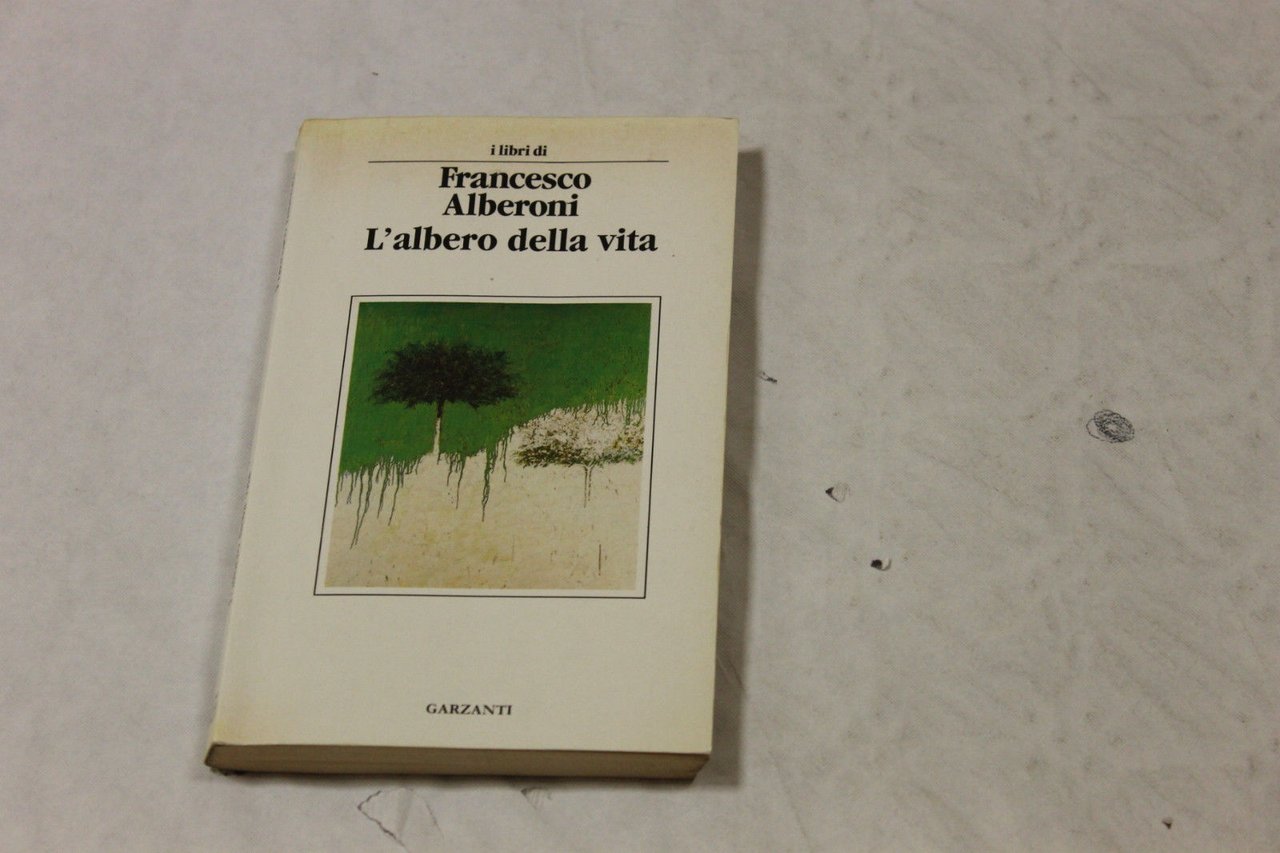 i libri di
Francesco
Alberoni
L'albero della vita
GARZANTI